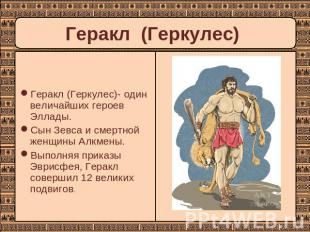 Геракл (Геркулес)
Геракл (Геркулес)- один
величайших героев
Эллады.
Сын Зевса и смертной
женщины Алкмены.
Выполняя приказы
Эврисфея, Геракл
совершил 12 великих
подвигов.
PPt4WEB.ru